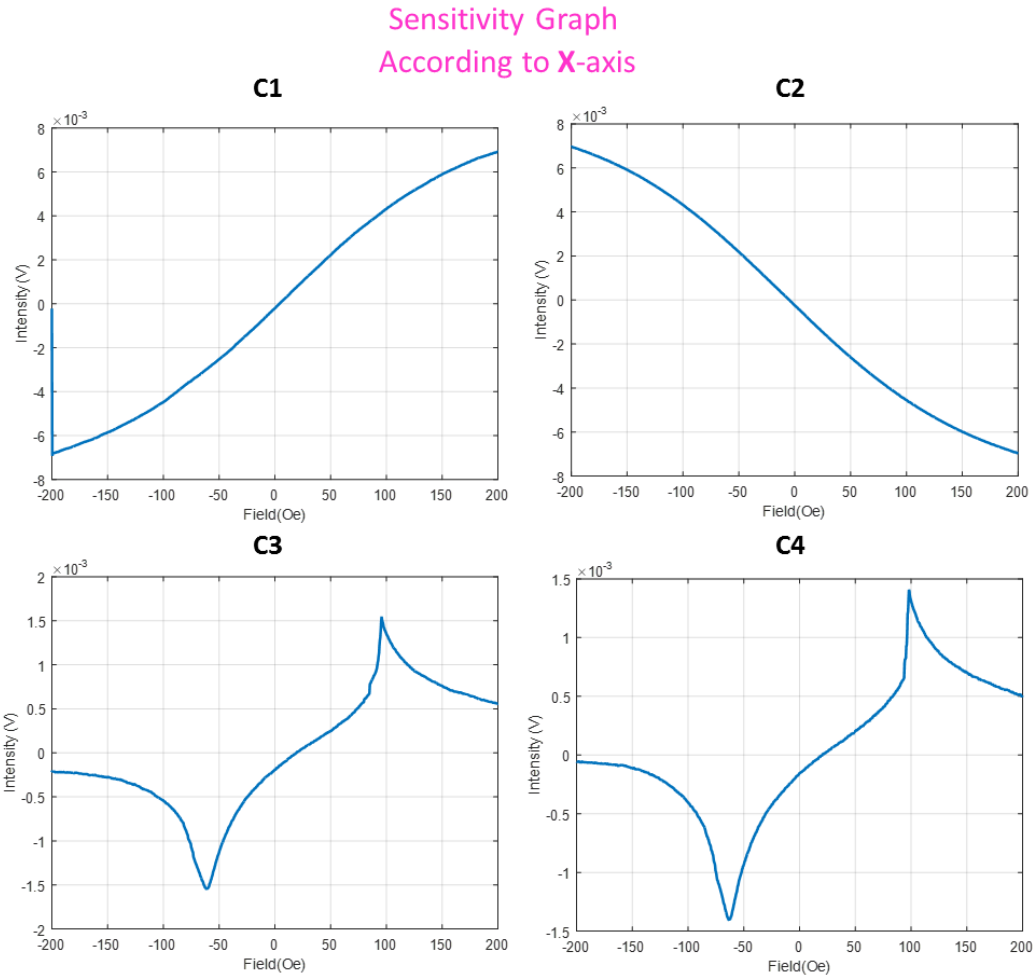 Sensitivity Graph
According to X-axis
C1
C2
×10⁻³
8
6
4
2
0
-2
-4
-6
-8
Intensity (V)
-200 -150 -100 -50 0 50 100 150 200
Field(Oe)
×10⁻³
8
6
4
2
0
-2
-4
-6
-8
Intensity (V)
-200 -150 -100 -50 0 50 100 150 200
Field(Oe)
C3
C4
×10⁻³
2
1.5
1
0.5
0
-0.5
-1
-1.5
-2
Intensity (V)
-200 -150 -100 -50 0 50 100 150 200
Field(Oe)
×10⁻³
1.5
1
0.5
0
-0.5
-1
-1.5
Intensity (V)
-200 -150 -100 -50 0 50 100 150 200
Field(Oe)